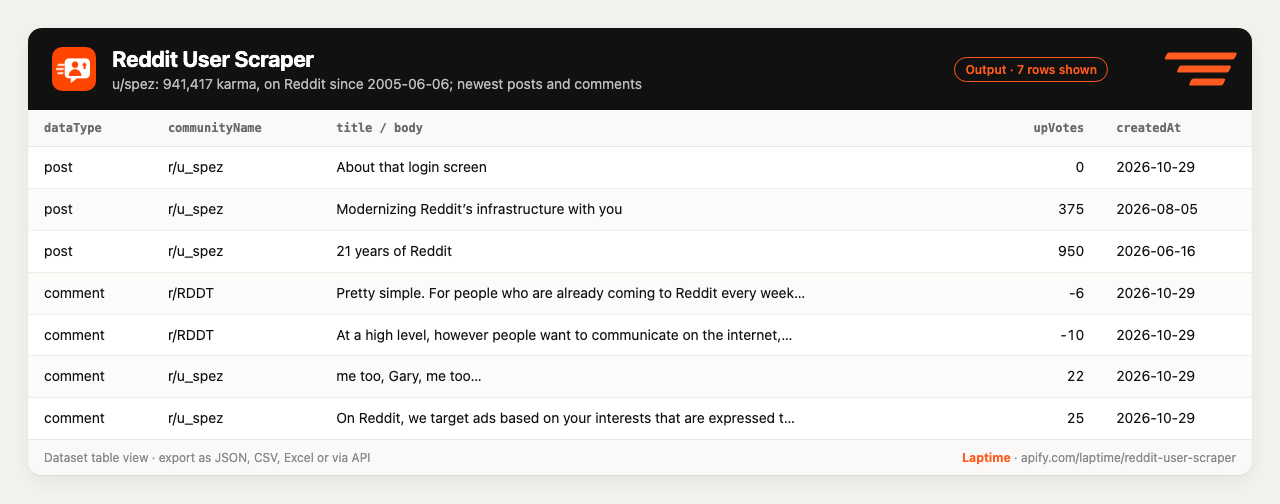 Reddit User Scraper
u/spez: 941,417 karma, on Reddit since 2005-06-06; newest posts and comments
Output · 7 rows shown
dataType communityName title / body upVotes createdAt
post r/u_spez About that login screen 0 2026-10-29
post r/u_spez Modernizing Reddit’s infrastructure with you 375 2026-08-05
post r/u_spez 21 years of Reddit 950 2026-06-16
comment r/RDDT Pretty simple. For people who are already coming to Reddit every week… -6 2026-10-29
comment r/RDDT At a high level, however people want to communicate on the internet,… -10 2026-10-29
comment r/u_spez me too, Gary, me too… 22 2026-10-29
comment r/u_spez On Reddit, we target ads based on your interests that are expressed t… 25 2026-10-29
Dataset table view · export as JSON, CSV, Excel or via API
Laptime · apify.com/laptime/reddit-user-scraper